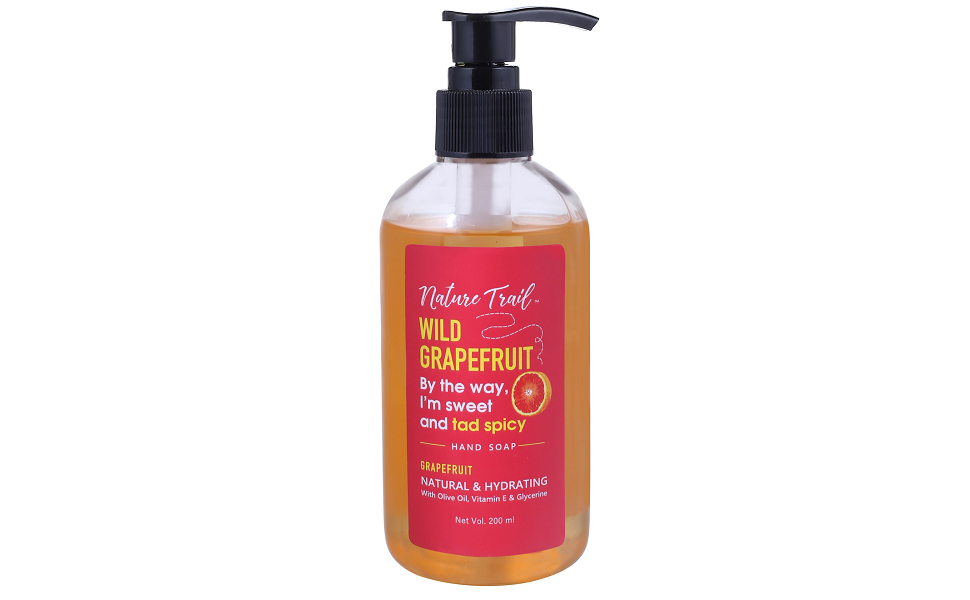 Nature Trail™
WILD
GRAPEFRUIT
By the way,
I'm sweet
and tad spicy
HAND SOAP
GRAPEFRUIT
NATURAL & HYDRATING
With Olive Oil, Vitamin E & Glycerine
Net Vol. 200 ml